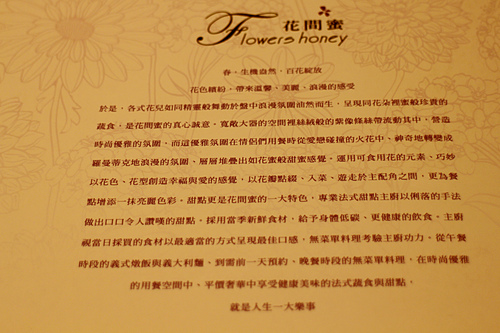 花間蜜
Flowers honey
春，生機盎然，百花綻放
花色繽紛，帶來溫馨、美麗、浪漫的感受
於是，各式花兒如同精靈般舞動於盤中浪漫氛圍油然而生，呈現同花朵裡蜜般珍貴的
蔬食，是花間蜜的真心誠意。寬敞大器的空間裡絲絨般的紫像條絲帶流動其中，營造
時尚優雅的氛圍，而這優雅氛圍在情侶們用餐時從愛戀碰撞的火花中、神奇地轉變成
羅曼蒂克地浪漫的氛圍、層層堆疊出如花蜜般甜蜜感覺。運用可食用花的元素、巧妙
以花色、花型創造幸福與愛的感覺，以花瓣點綴、入菜、遊走於主配角之間，更為餐
點增添一抹亮麗色彩。甜點更是花間蜜的一大特色，專業法式甜點主廚以俐落的手法
做出口口令人讚嘆的甜點。採用當季新鮮食材，給予身體低碳、更健康的飲食。主廚
視當日採買的食材以最適當的方式呈現最佳口感，無菜單料理考驗主廚功力。從午餐
時段的義式燉飯與義大利麵、到需前一天預約、晚餐時段的無菜單料理，在時尚優雅
的用餐空間中、平價奢華中享受健康美味的法式蔬食與甜點，
就是人生一大樂事